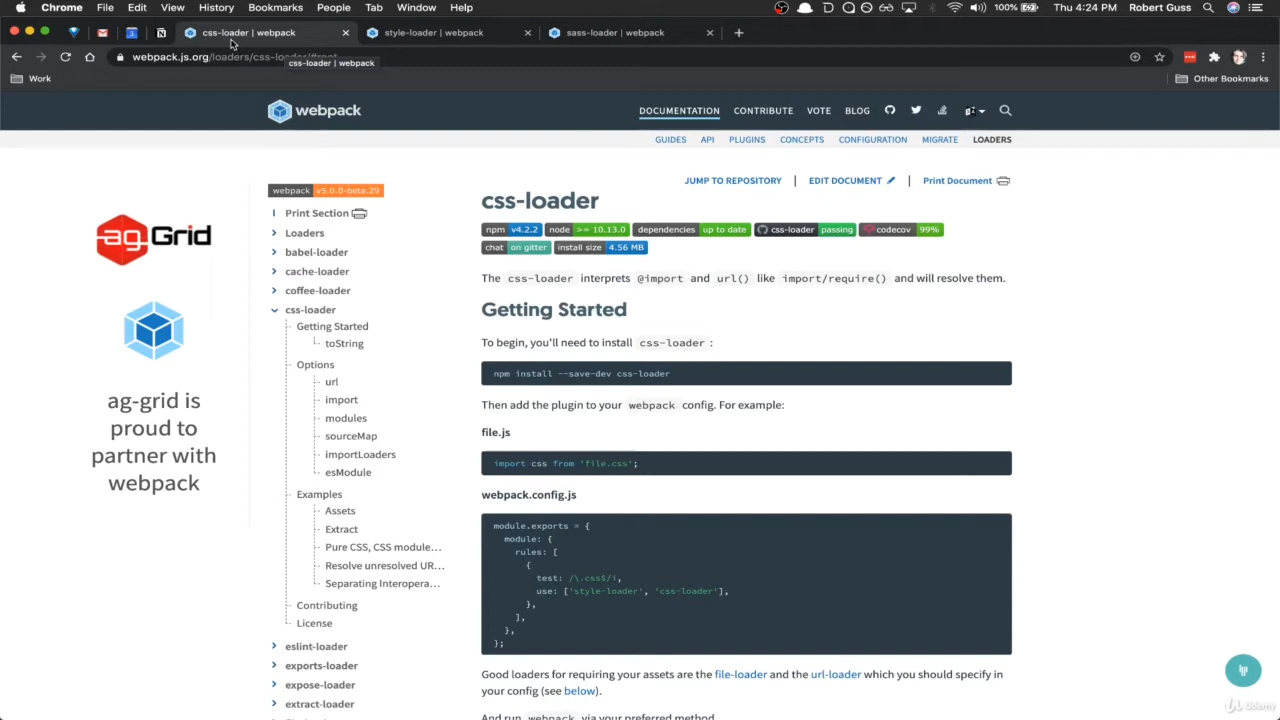 Chrome File Edit View History Bookmarks People Tab Window Help 100% Thu 4:24 PM Robert Guss
css-loader | webpack style-loader | webpack sass-loader | webpack
webpack.js.org/loaders/css-loader/#root
css-loader | webpack
Work Other Bookmarks
webpack DOCUMENTATION CONTRIBUTE VOTE BLOG
GUIDES API PLUGINS CONCEPTS CONFIGURATION MIGRATE LOADERS
JUMP TO REPOSITORY | EDIT DOCUMENT | Print Document
ag-Grid
ag-grid is
proud to
partner with
webpack
webpack v5.0.0-beta.29
Print Section
Loaders
babel-loader
cache-loader
coffee-loader
css-loader
Getting Started
toString
Options
url
import
modules
sourceMap
importLoaders
esModule
Examples
Assets
Extract
Pure CSS, CSS module…
Resolve unresolved UR…
Separating Interopera…
Contributing
License
eslint-loader
exports-loader
expose-loader
extract-loader
css-loader
npm v4.2.2 node >= 10.13.0 dependencies up to date css-loader passing codecov 99%
chat on gitter install size 4.56 MB
The css-loader interprets @import and url() like import/require() and will resolve them.
Getting Started
To begin, you'll need to install css-loader :
npm install --save-dev css-loader
Then add the plugin to your webpack config. For example:
file.js
import css from 'file.css';
webpack.config.js
module.exports = {
module: {
rules: [
{
test: /\.css$/i,
use: ['style-loader', 'css-loader'],
},
],
},
};
Good loaders for requiring your assets are the file-loader and the url-loader which you should specify in
your config (see below).
And run webpack via your preferred method.
Udemy